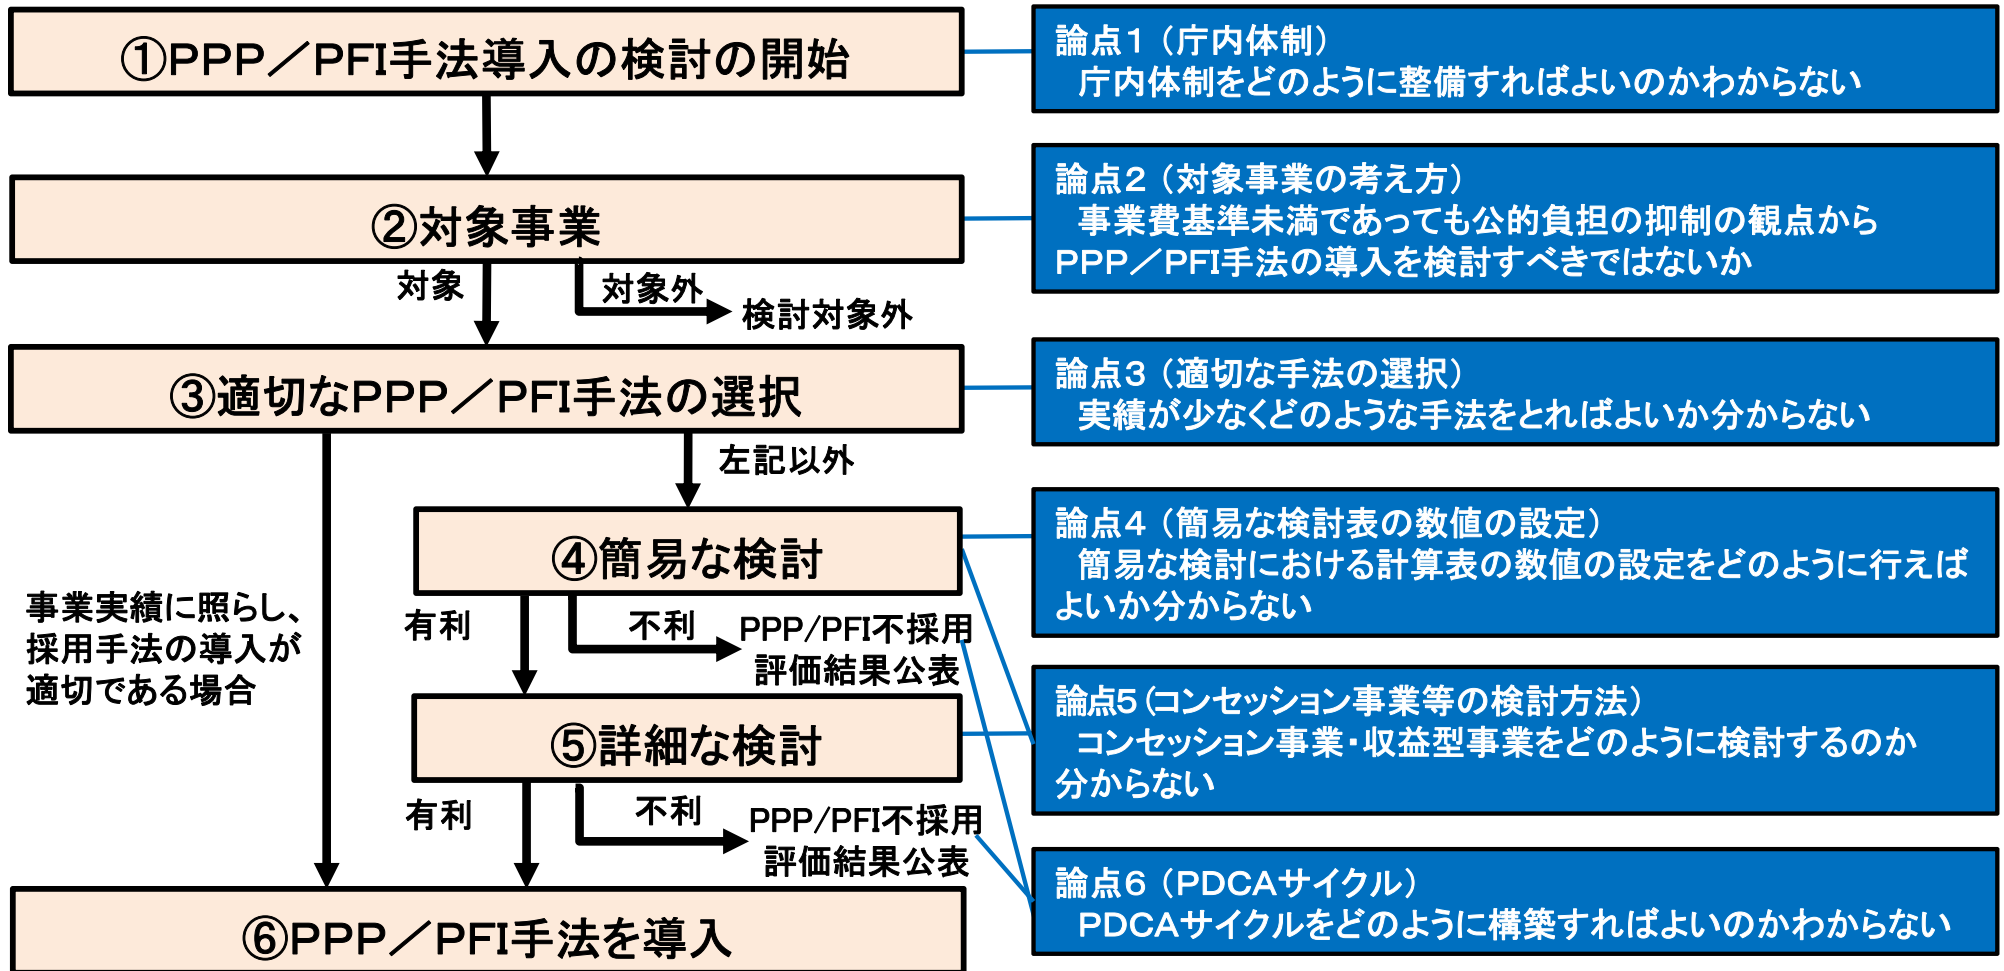 ①PPP／PFI手法導入の検討の開始
論点１（庁内体制）
庁内体制をどのように整備すればよいのかわからない
②対象事業
論点２（対象事業の考え方）
事業費基準未満であっても公的負担の抑制の観点から
PPP／PFI手法の導入を検討すべきではないか
対象
対象外
検討対象外
③適切なPPP／PFI手法の選択
論点３（適切な手法の選択）
実績が少なくどのような手法をとればよいか分からない
左記以外
事業実績に照らし、
採用手法の導入が
適切である場合
④簡易な検討
論点４（簡易な検討表の数値の設定）
簡易な検討における計算表の数値の設定をどのように行えば
よいか分からない
有利
不利
PPP/PFI不採用
評価結果公表
⑤詳細な検討
論点５（コンセッション事業等の検討方法）
コンセッション事業・収益型事業をどのように検討するのか
分からない
有利
不利
PPP/PFI不採用
評価結果公表
論点６（PDCAサイクル）
PDCAサイクルをどのように構築すればよいのかわからない
⑥PPP／PFI手法を導入